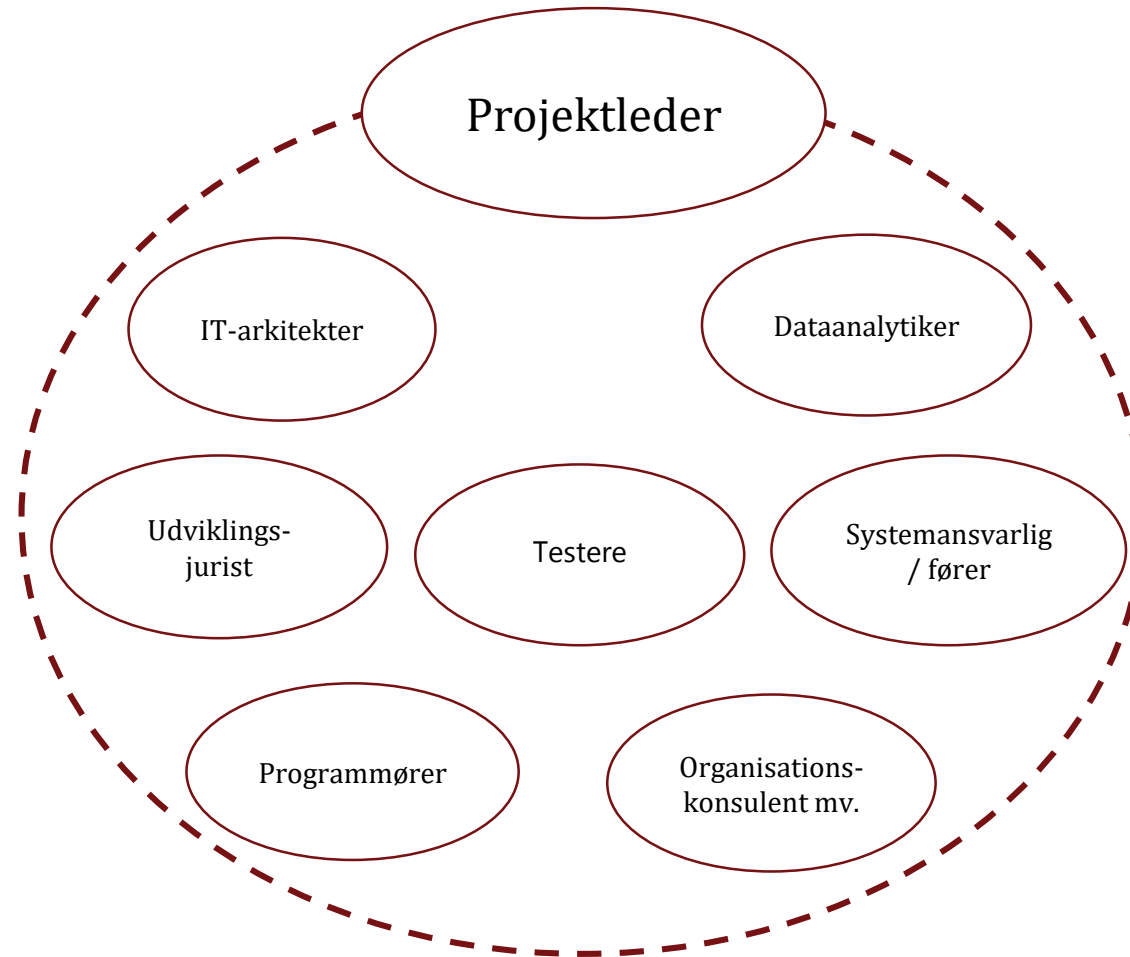 Projektleder
IT-arkitekter
Dataanalytiker
Udviklings-
jurist
Testere
Systemansvarlig
/ fører
Programmører
Organisations-
konsulent mv.